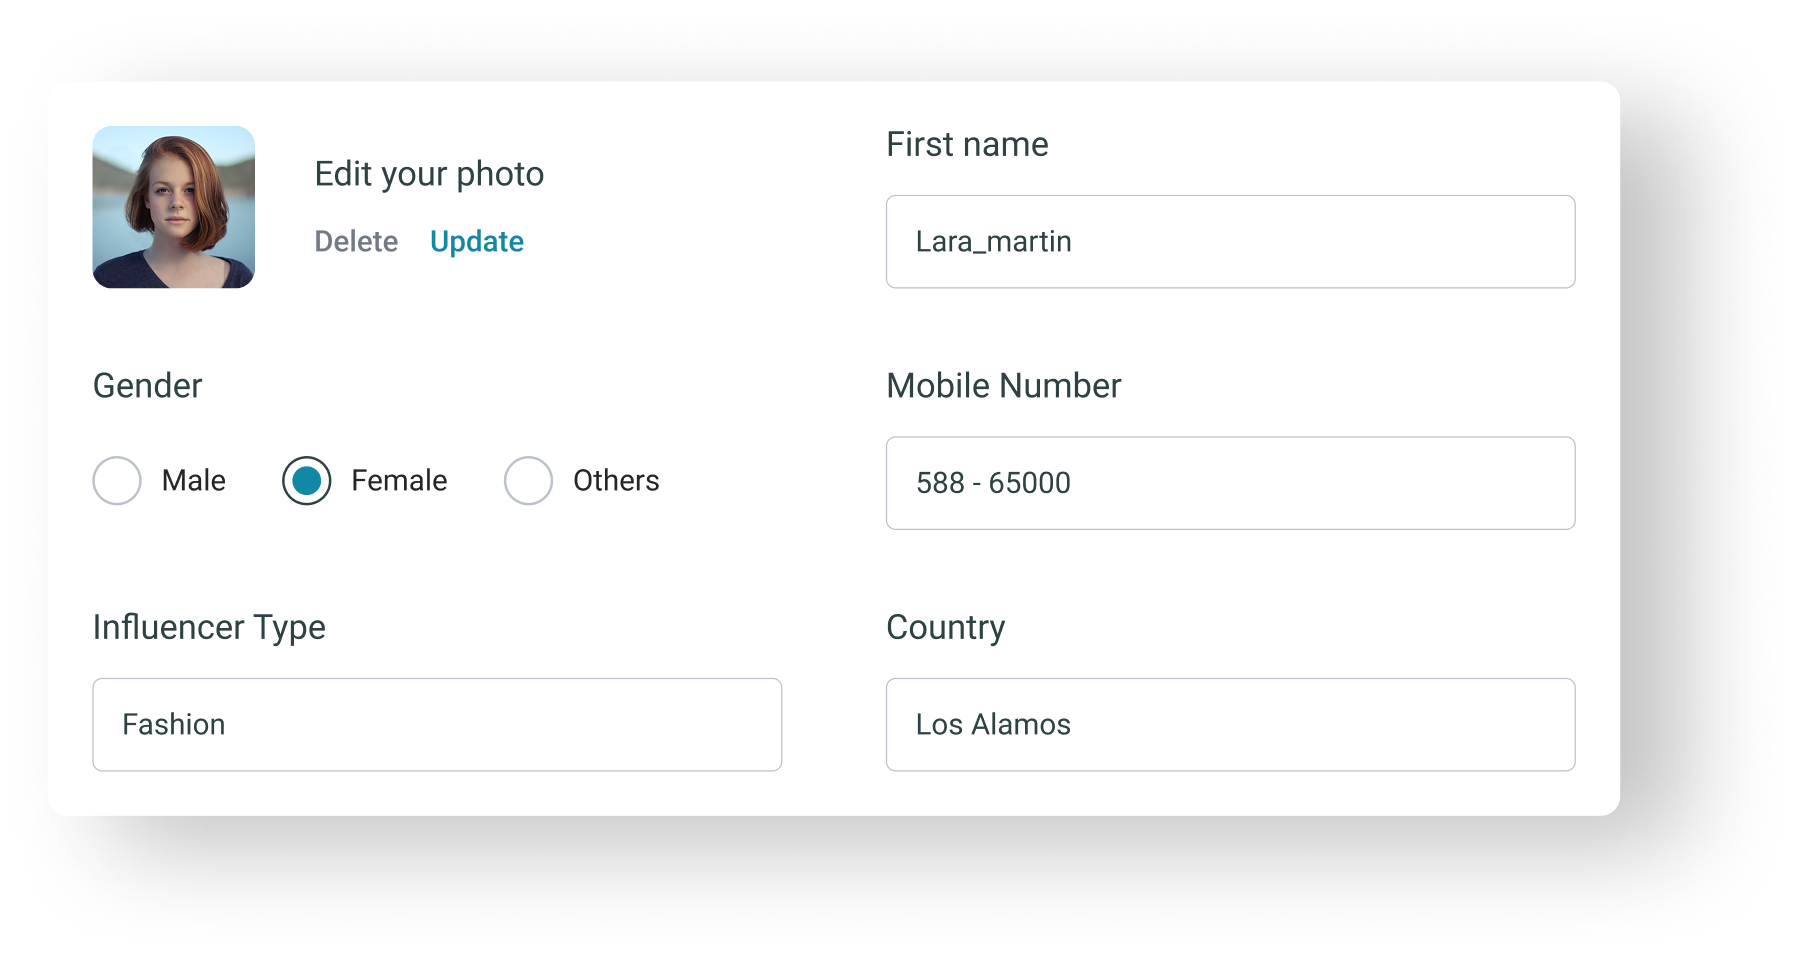 Edit your photo
Delete Update
First name
Lara_martin
Gender
Male Female Others
Mobile Number
588 - 65000
Influencer Type
Fashion
Country
Los Alamos